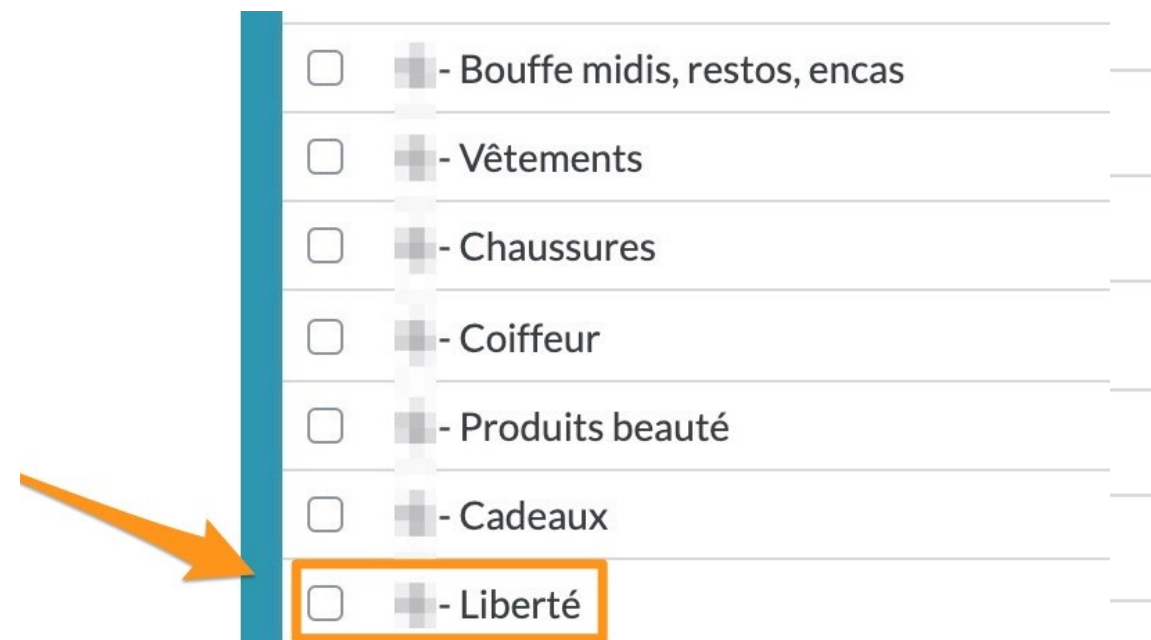 - Bouffe midis, restos, encas
- Vêtements
- Chaussures
- Coiffeur
- Produits beauté
- Cadeaux
- Liberté